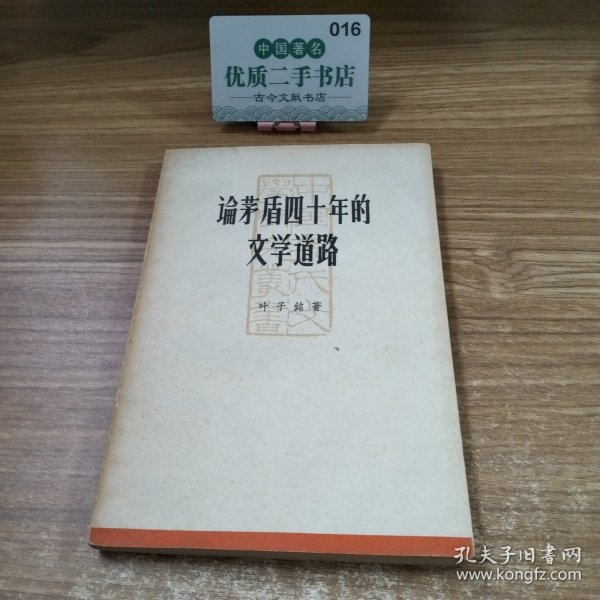 016
中国著名
优质二手书店
古今文献书店
论茅盾四十年的
文学道路
叶子铭著
孔夫子旧书网
www.kongfz.com